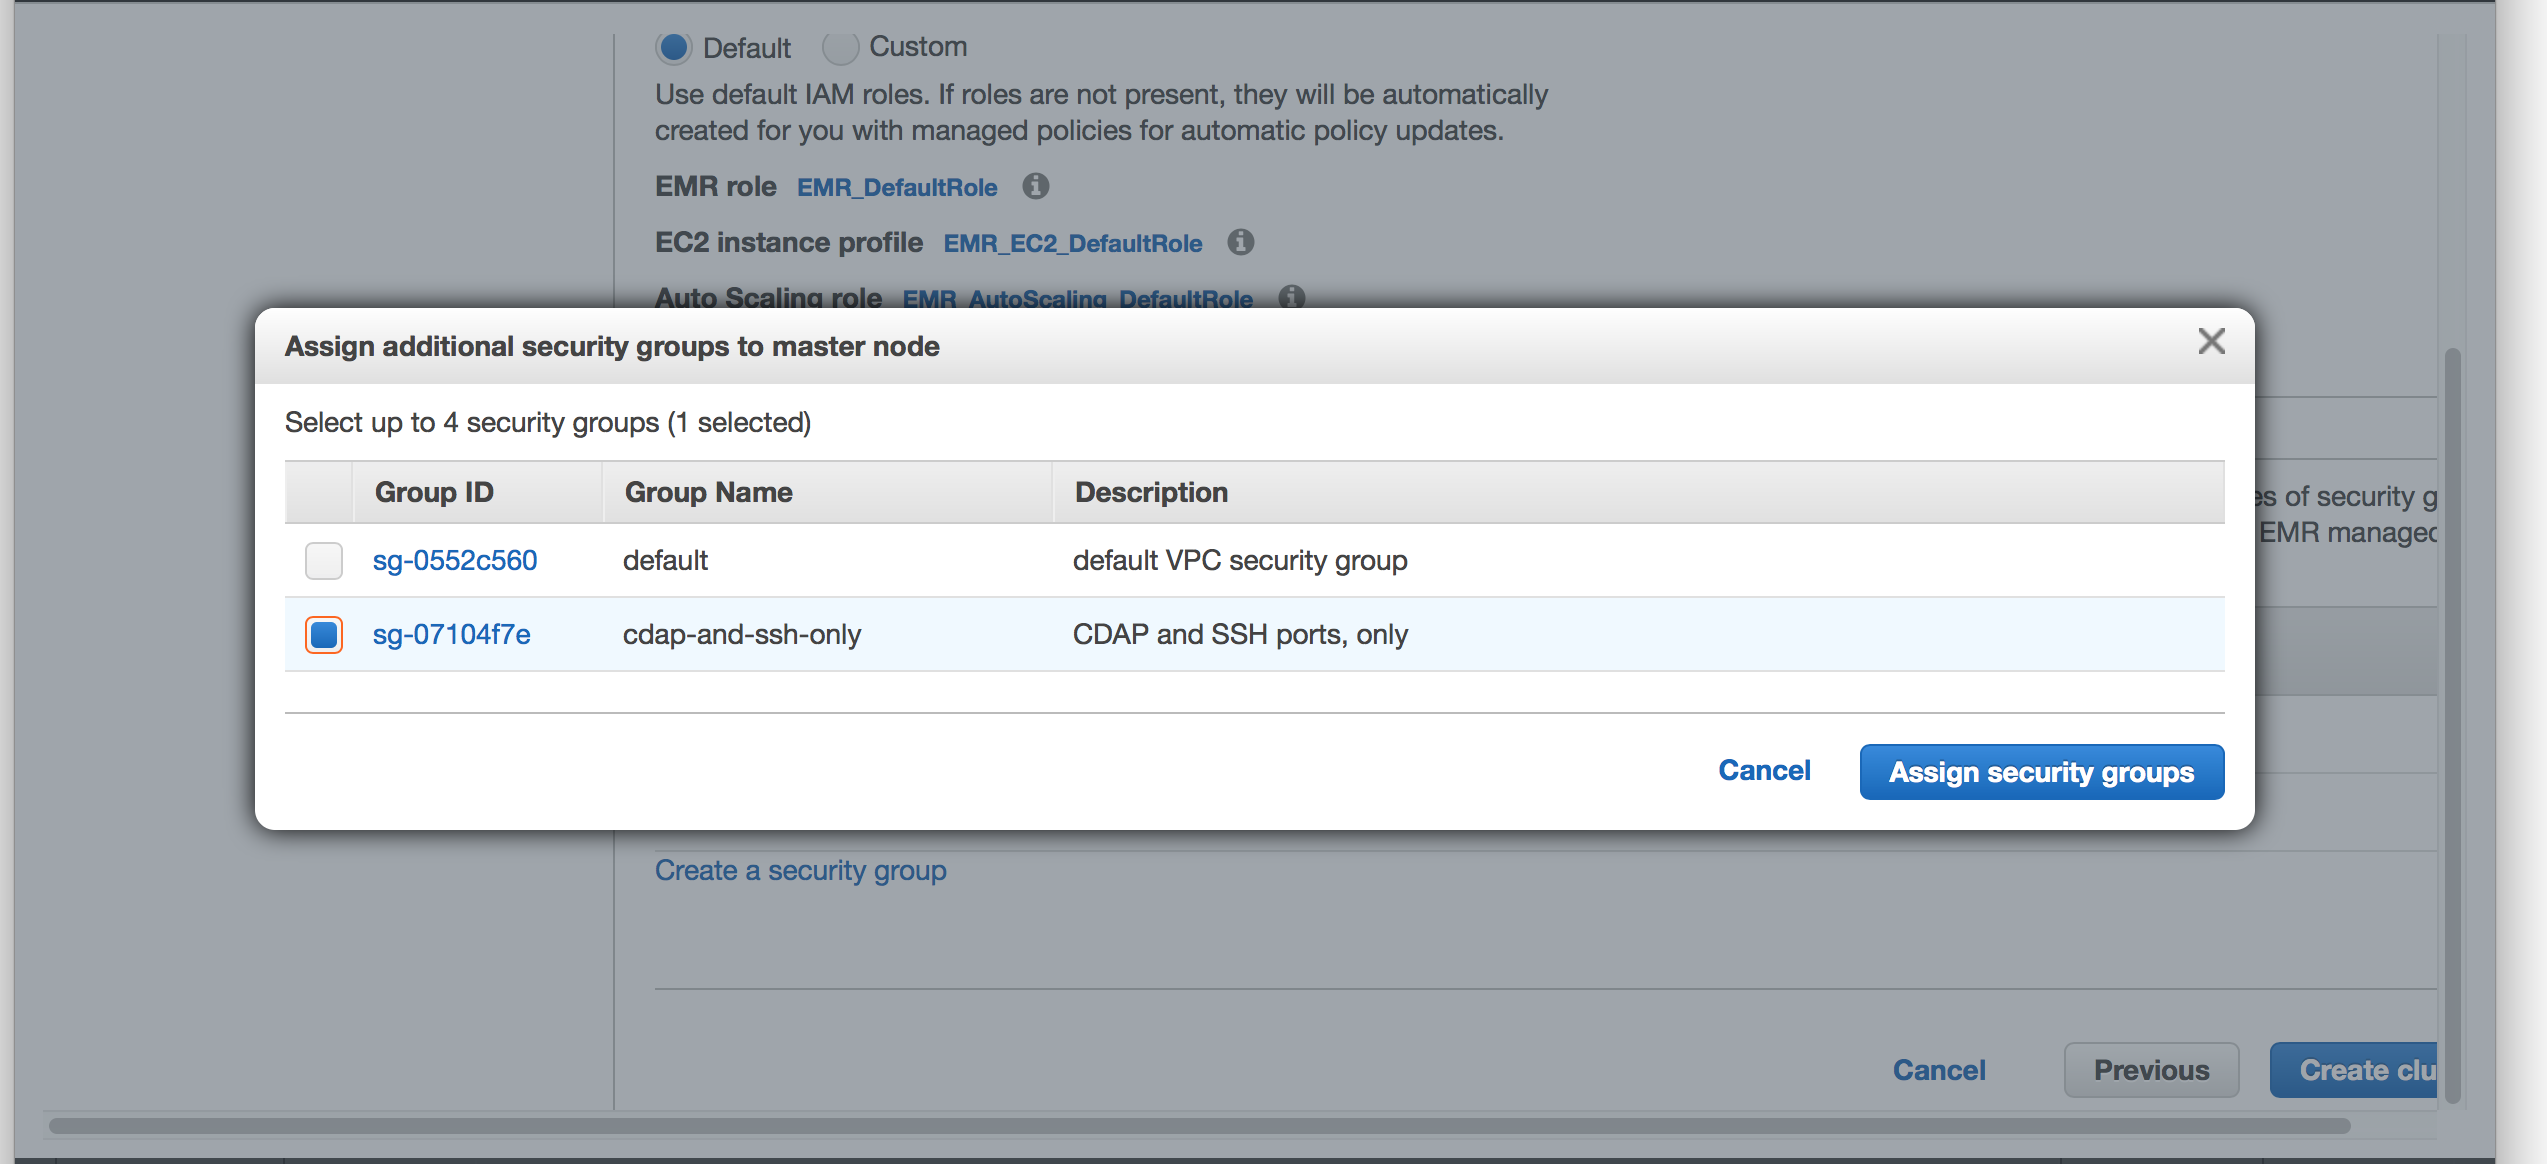 Default Custom
Use default IAM roles. If roles are not present, they will be automatically
created for you with managed policies for automatic policy updates.
EMR role EMR_DefaultRole
EC2 instance profile EMR_EC2_DefaultRole
Auto Scaling role EMR_AutoScaling_DefaultRole
Assign additional security groups to master node
Select up to 4 security groups (1 selected)
Group ID Group Name Description
es of security g
EMR managed
sg-0552c560 default default VPC security group
sg-07104f7e cdap-and-ssh-only CDAP and SSH ports, only
Cancel Assign security groups
Create a security group
Cancel Previous Create clu